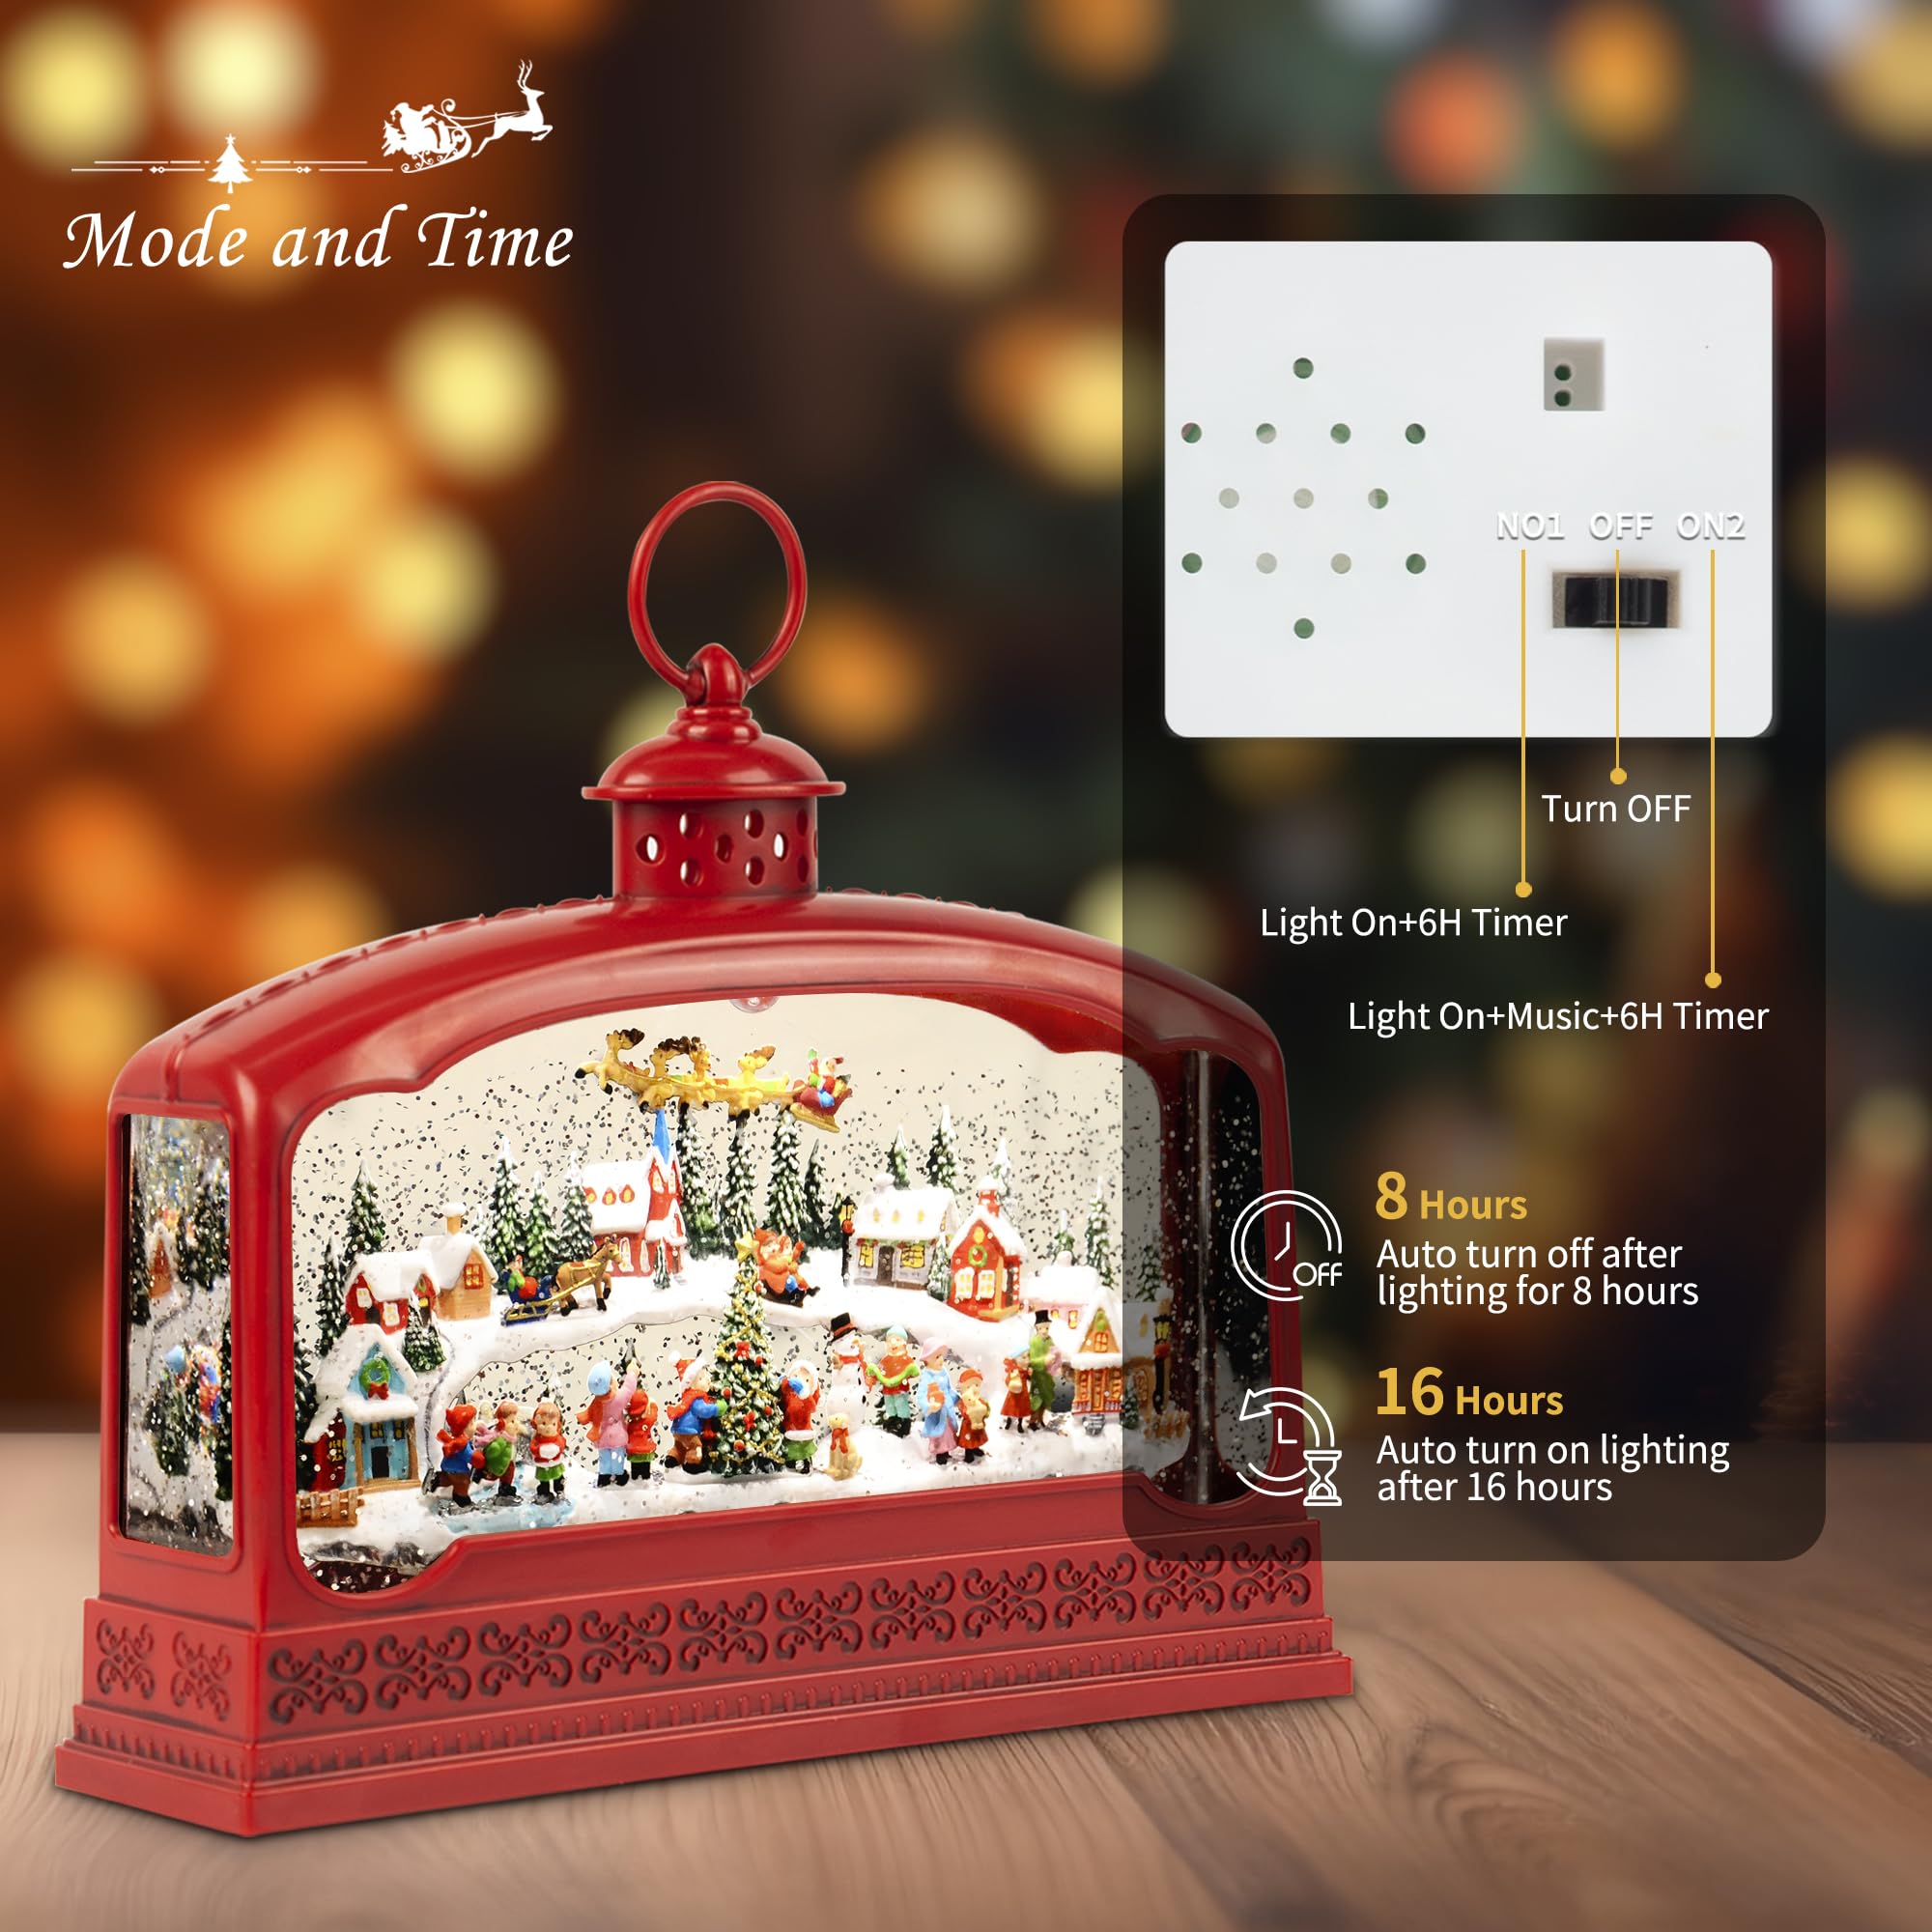 Mode and Time
NO1 OFF ON2
Turn OFF
Light On+6H Timer
Light On+Music+6H Timer
8 Hours
OFF
Auto turn off after
lighting for 8 hours
16 Hours
Auto turn on lighting
after 16 hours